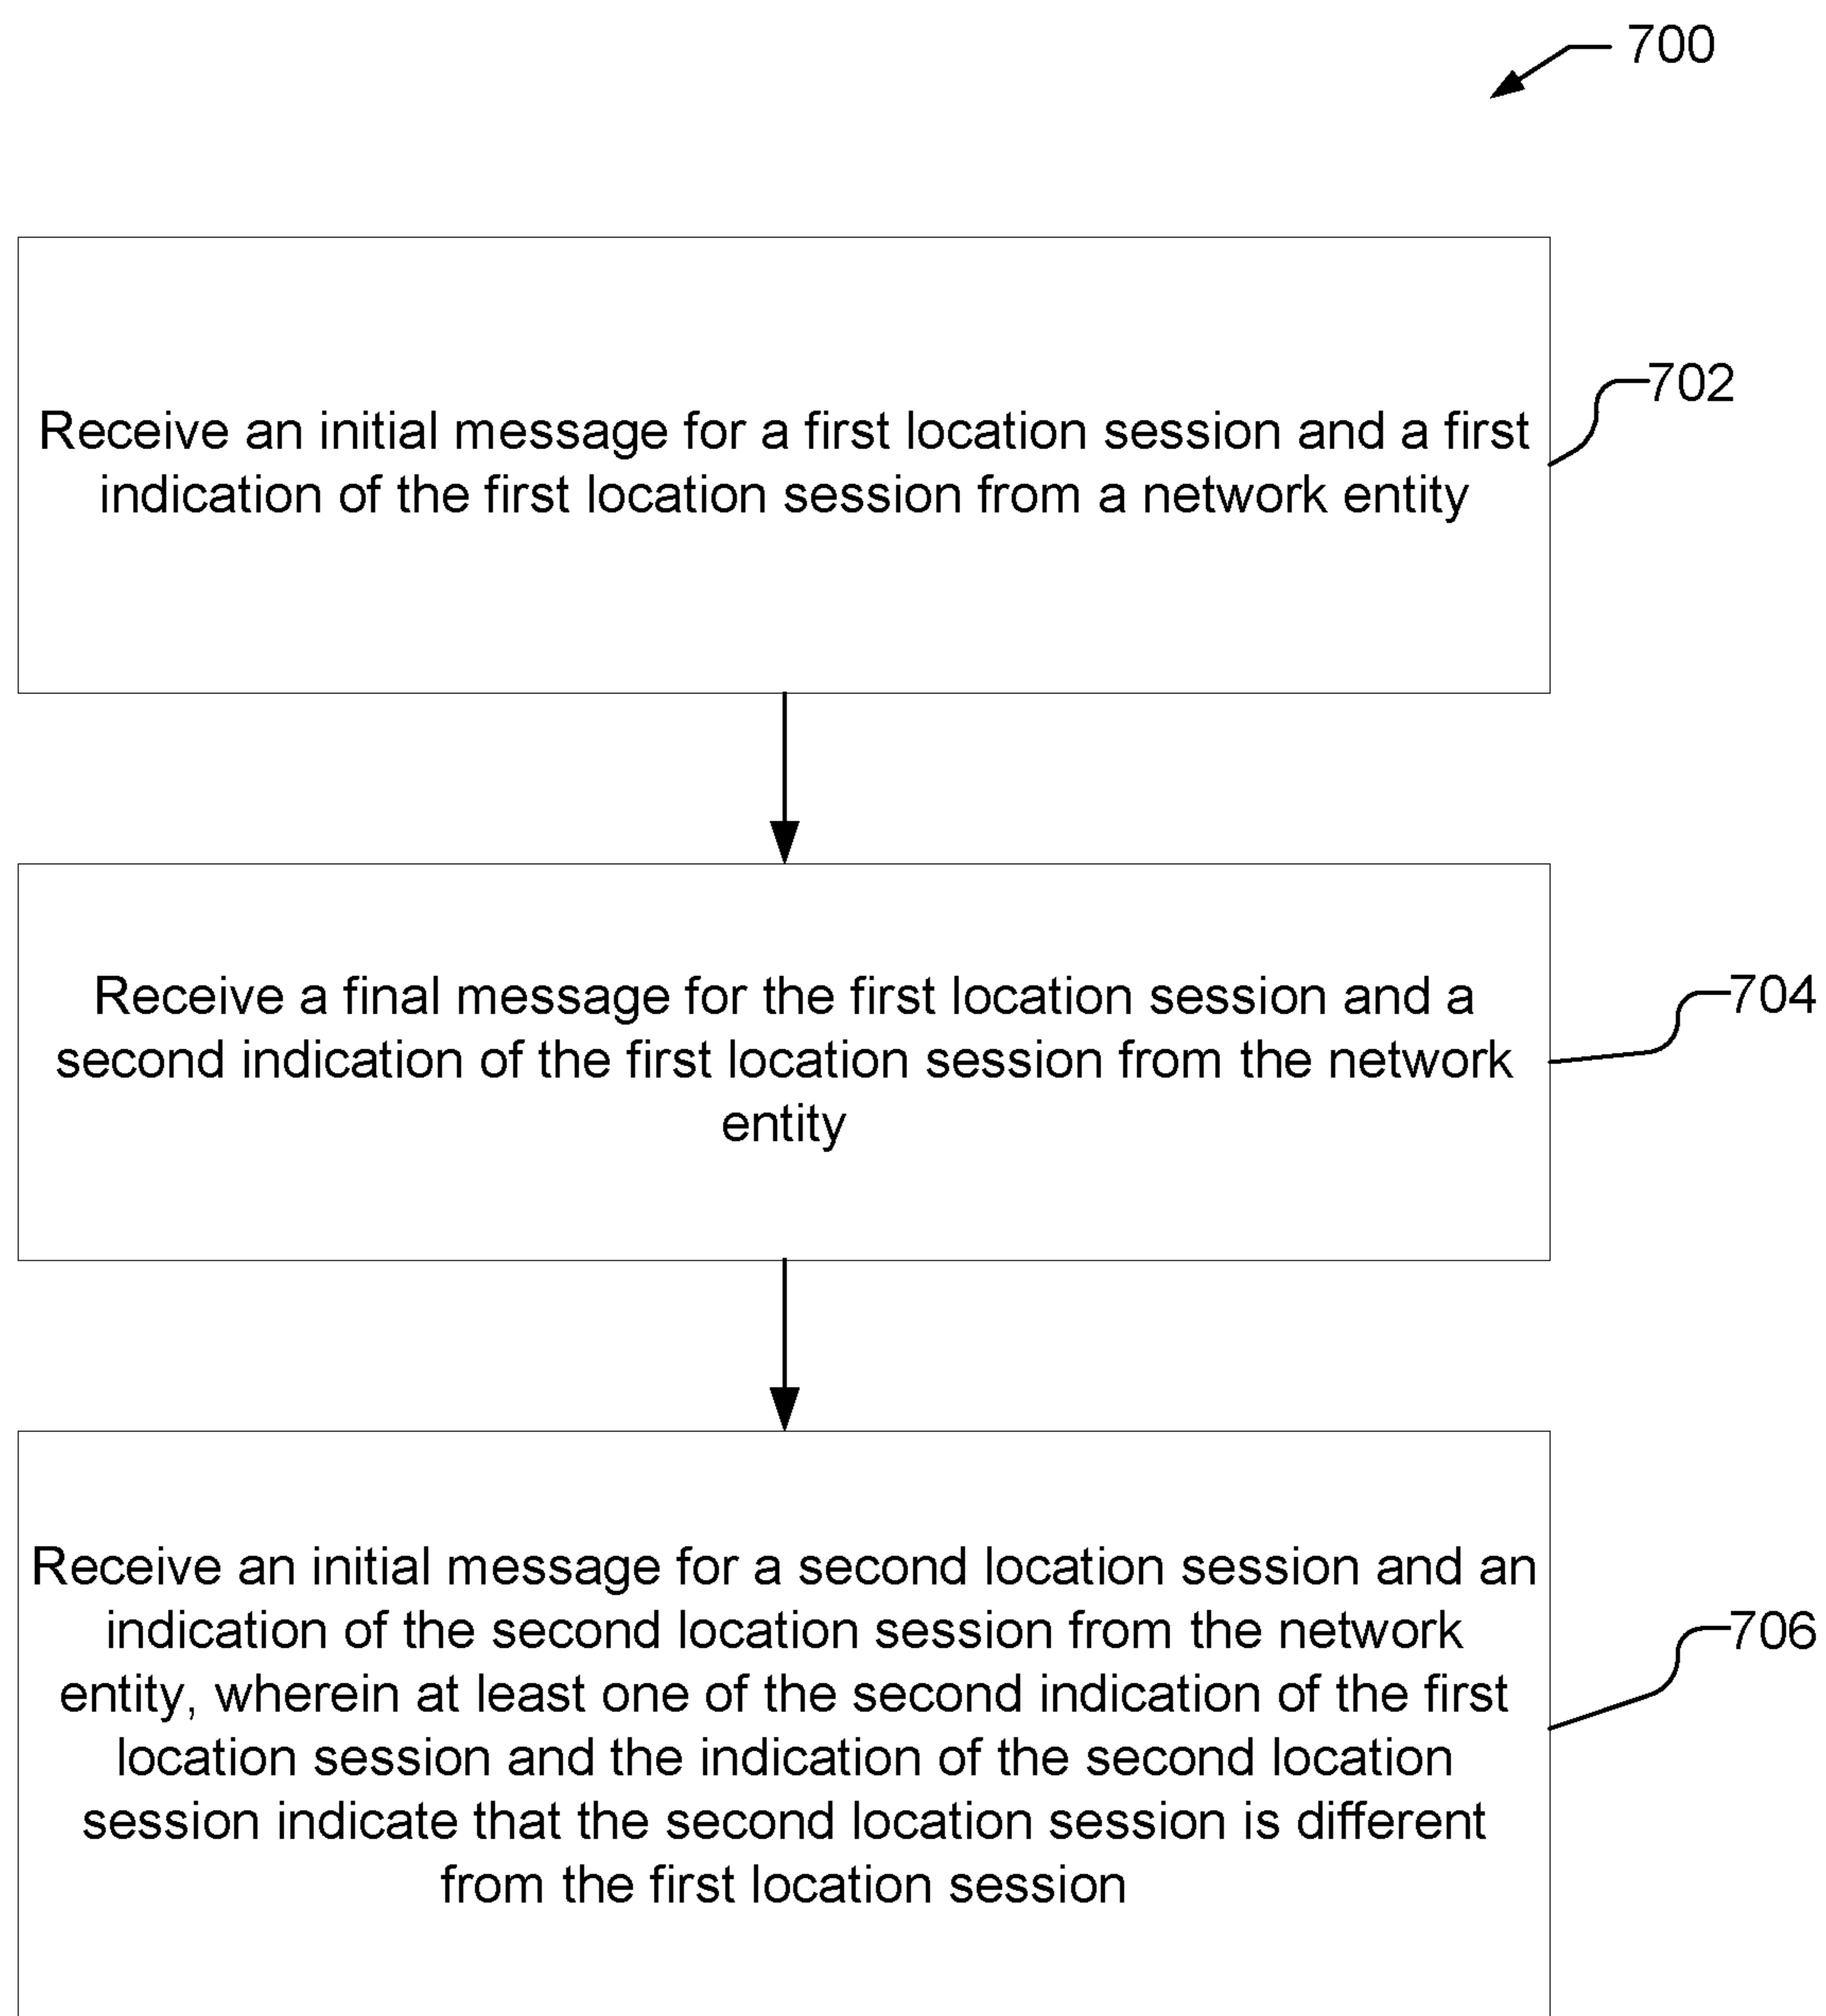 700
Receive an initial message for a first location session and a first
indication of the first location session from a network entity
702
Receive a final message for the first location session and a
second indication of the first location session from the network
entity
704
Receive an initial message for a second location session and an
indication of the second location session from the network
entity, wherein at least one of the second indication of the first
location session and the indication of the second location
session indicate that the second location session is different
from the first location session
706